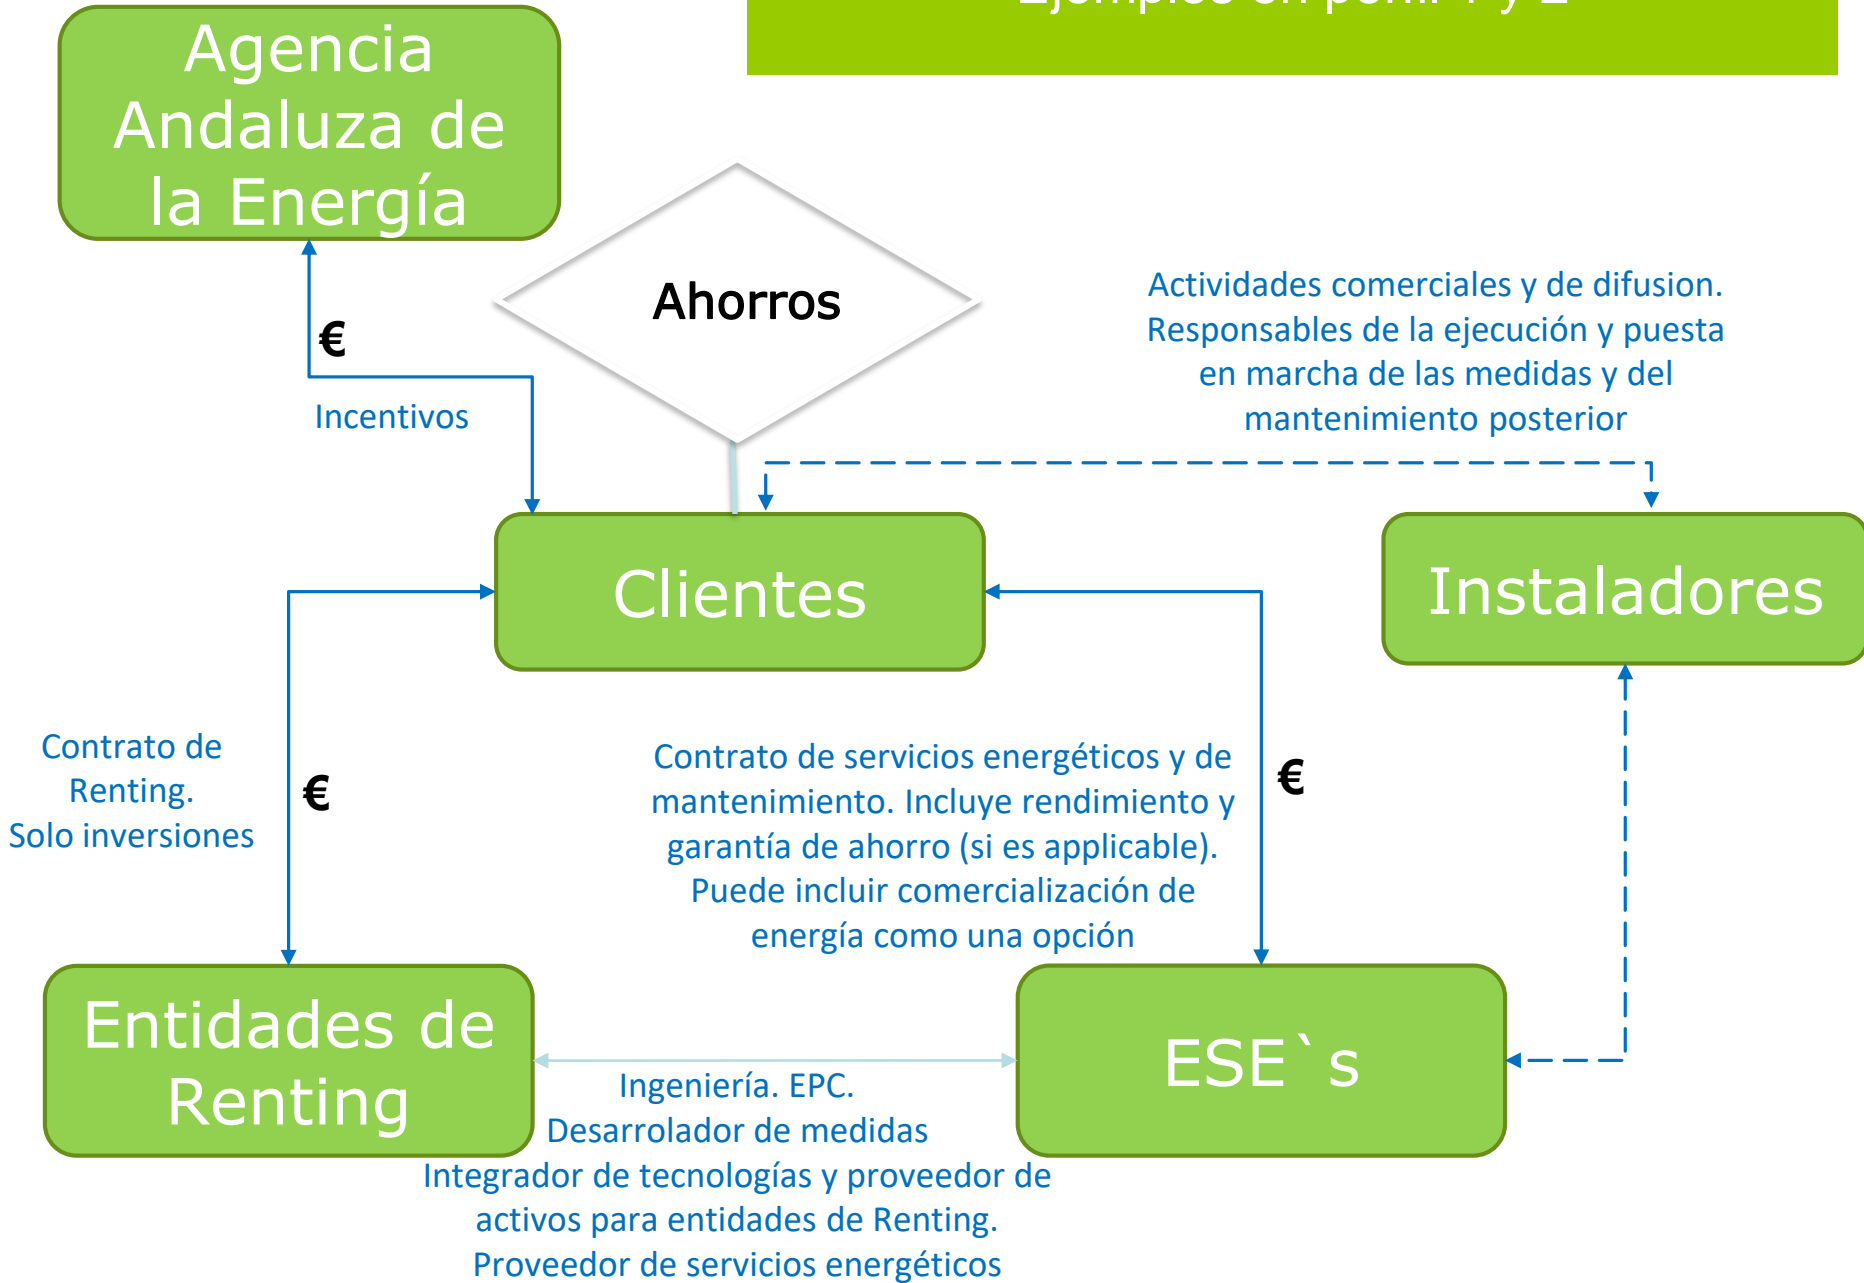 Agencia
Andaluza de
la Energía
Ahorros
€
Incentivos
Actividades comerciales y de difusion.
Responsables de la ejecución y puesta
en marcha de las medidas y del
mantenimiento posterior
Clientes
Instaladores
Contrato de
Renting.
Solo inversiones
€
Contrato de servicios energéticos y de
mantenimiento. Incluye rendimiento y
garantía de ahorro (si es applicable).
Puede incluir comercialización de
energía como una opción
€
Entidades de
Renting
ESE`s
Ingeniería. EPC.
Desarrolador de medidas
Integrador de tecnologías y proveedor de
activos para entidades de Renting.
Proveedor de servicios energéticos